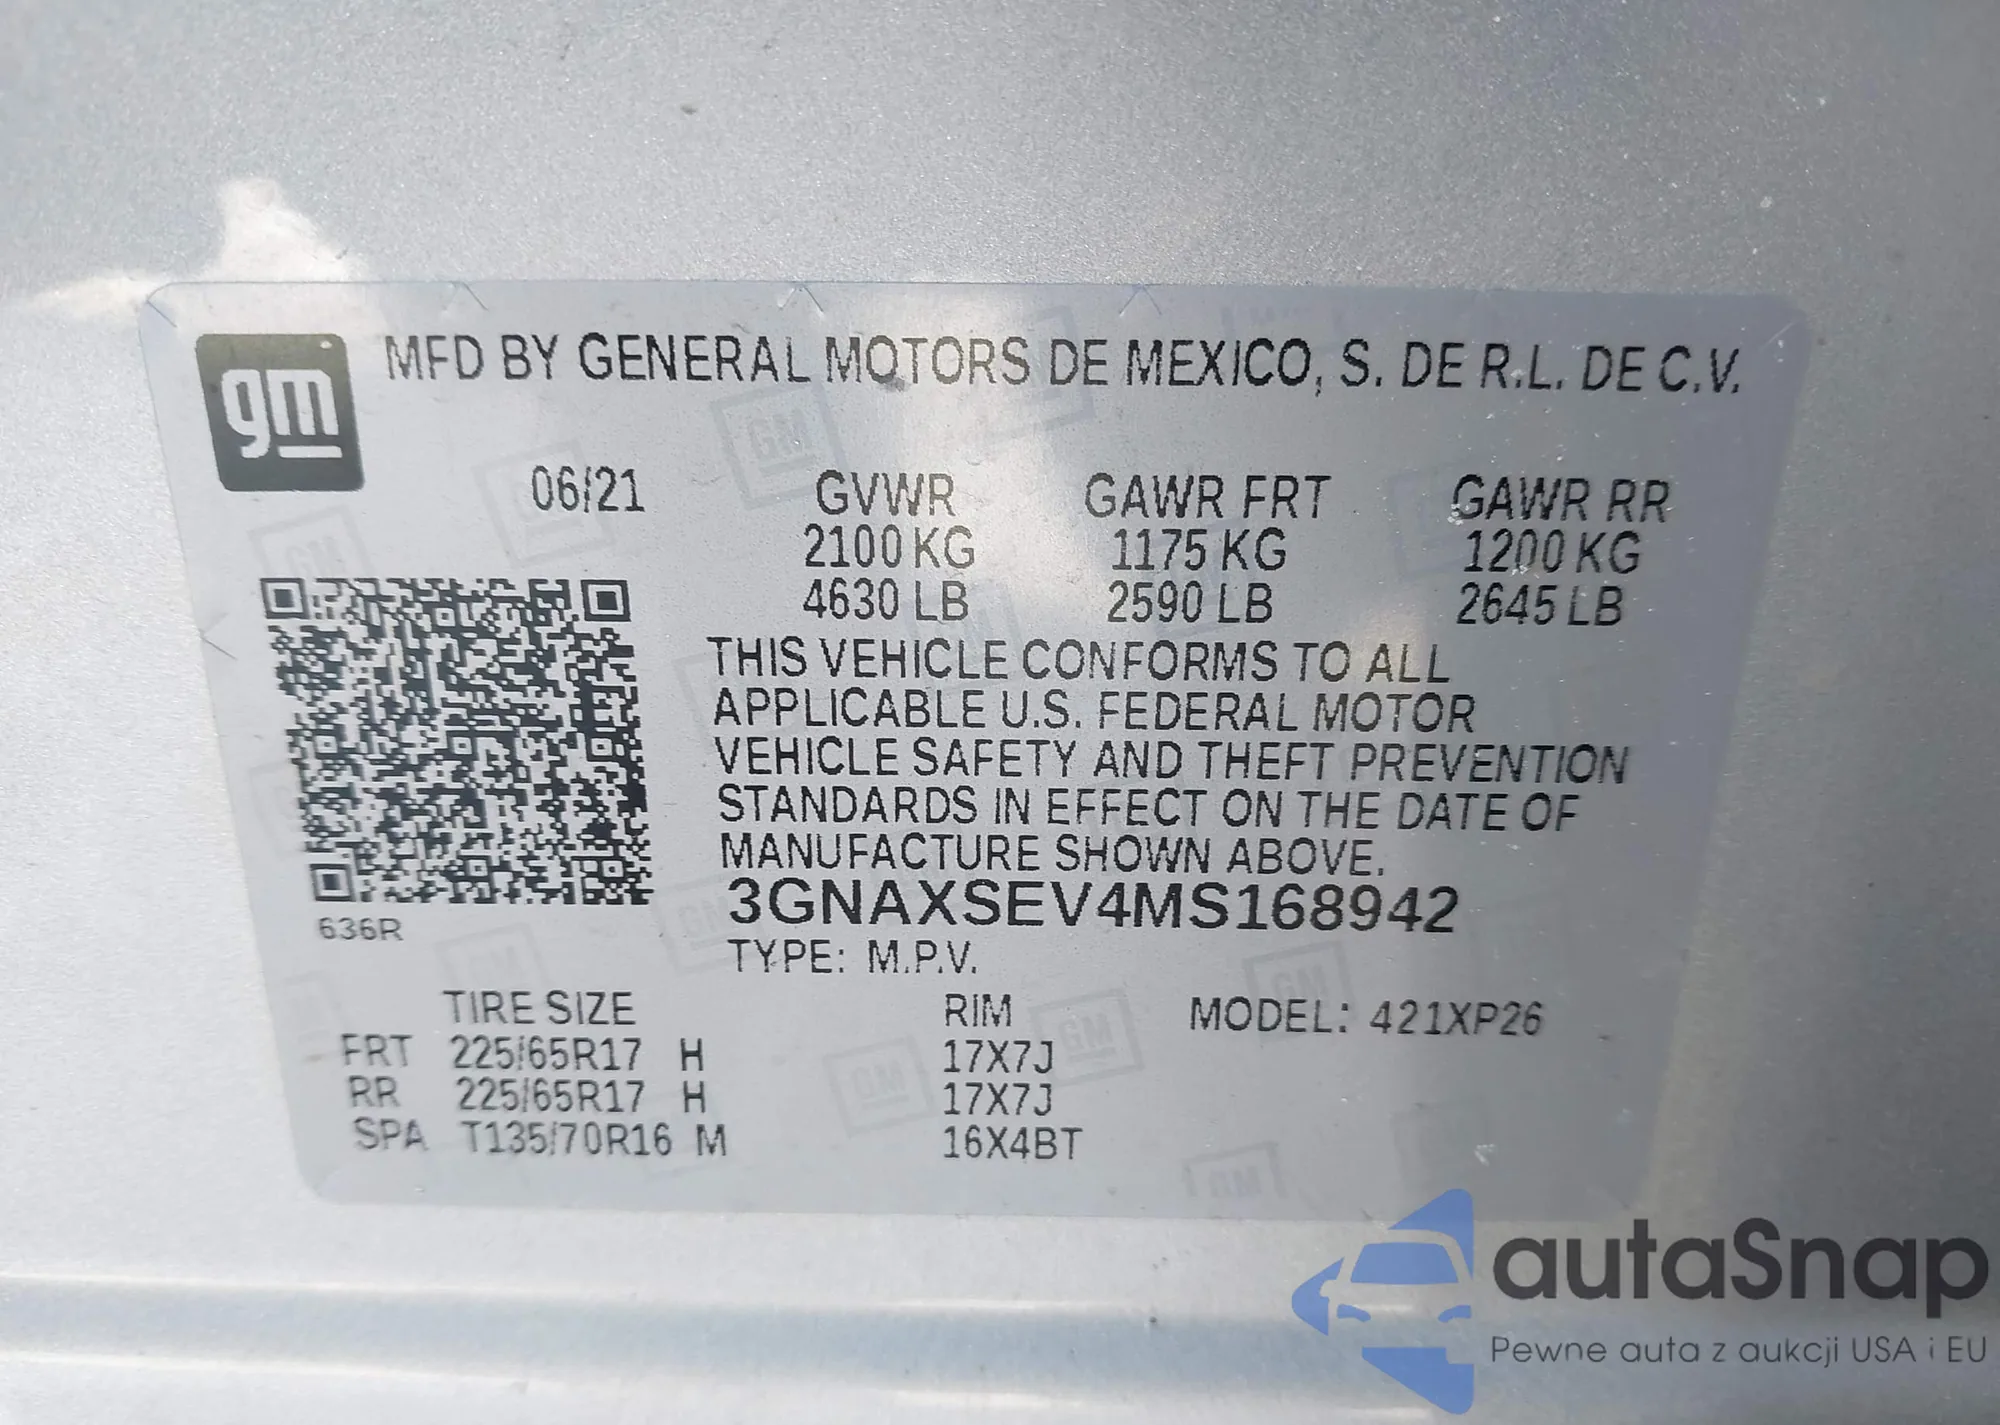 gm MFD BY GENERAL MOTORS DE MEXICO, S. DE R.L. DE C.V.
06/21 GVWR GAWR FRT GAWR RR
2100 KG 1175 KG 1200 KG
4630 LB 2590 LB 2645 LB
THIS VEHICLE CONFORMS TO ALL
APPLICABLE U.S. FEDERAL MOTOR
VEHICLE SAFETY AND THEFT PREVENTION
STANDARDS IN EFFECT ON THE DATE OF
MANUFACTURE SHOWN ABOVE.
3GNAXSEV4MS168942
636R
TYPE: M.P.V.
TIRE SIZE RIM MODEL: 421XP26
FRT 225/65R17 H 17X7J
RR 225/65R17 H 17X7J
SPA T135/70R16 M 16X4BT
autaSnap
Pewne auta z aukcji USA i EU